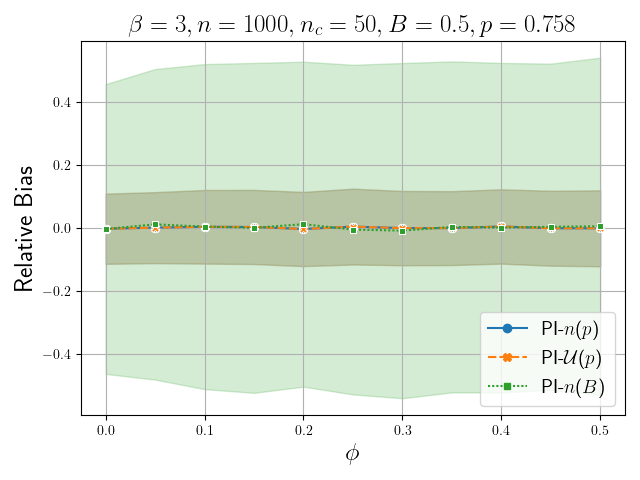 β = 3, n = 1000, n_c = 50, B = 0.5, p = 0.758
Relative Bias
0.4
0.2
0.0
−0.2
−0.4
0.0 0.1 0.2 0.3 0.4 0.5
ϕ
PI-n(p)
PI-𝒰(p)
PI-n(B)